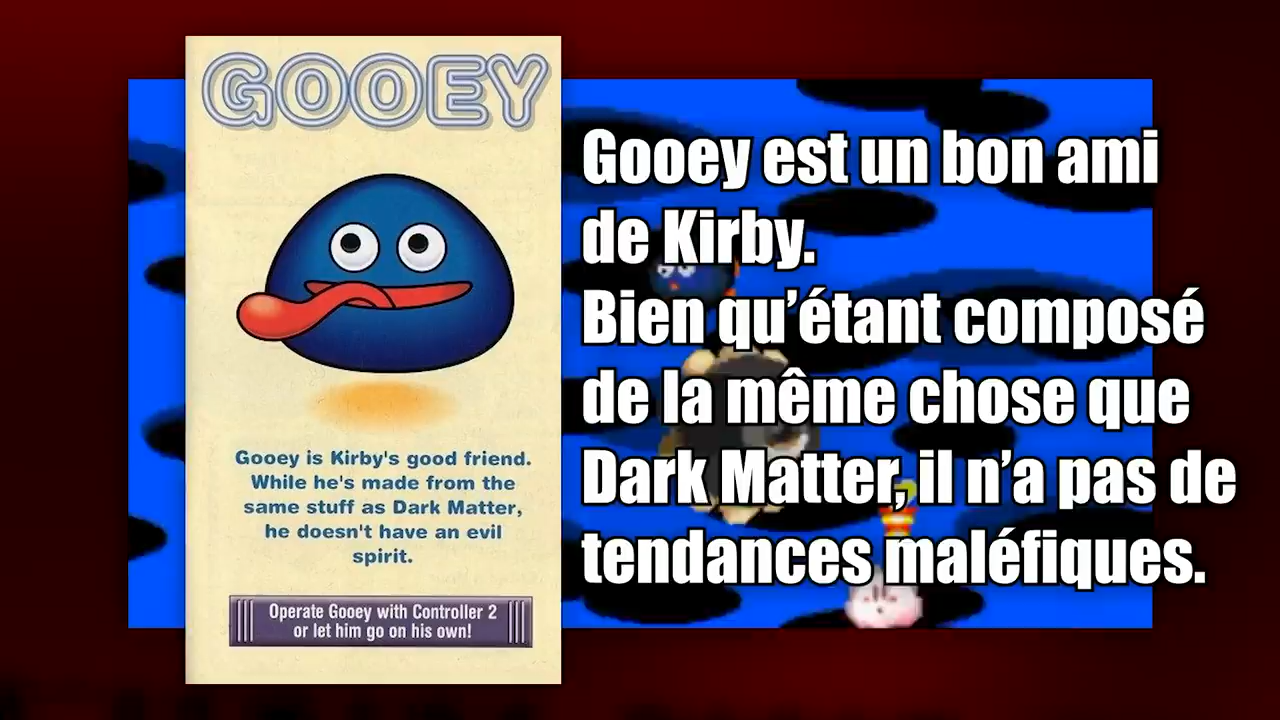 GOOEY
Gooey is Kirby's good friend.
While he's made from the
same stuff as Dark Matter,
he doesn't have an evil
spirit.
Operate Gooey with Controller 2
or let him go on his own!
Gooey est un bon ami
de Kirby.
Bien qu'étant composé
de la même chose que
Dark Matter, il n'a pas de
tendances maléfiques.